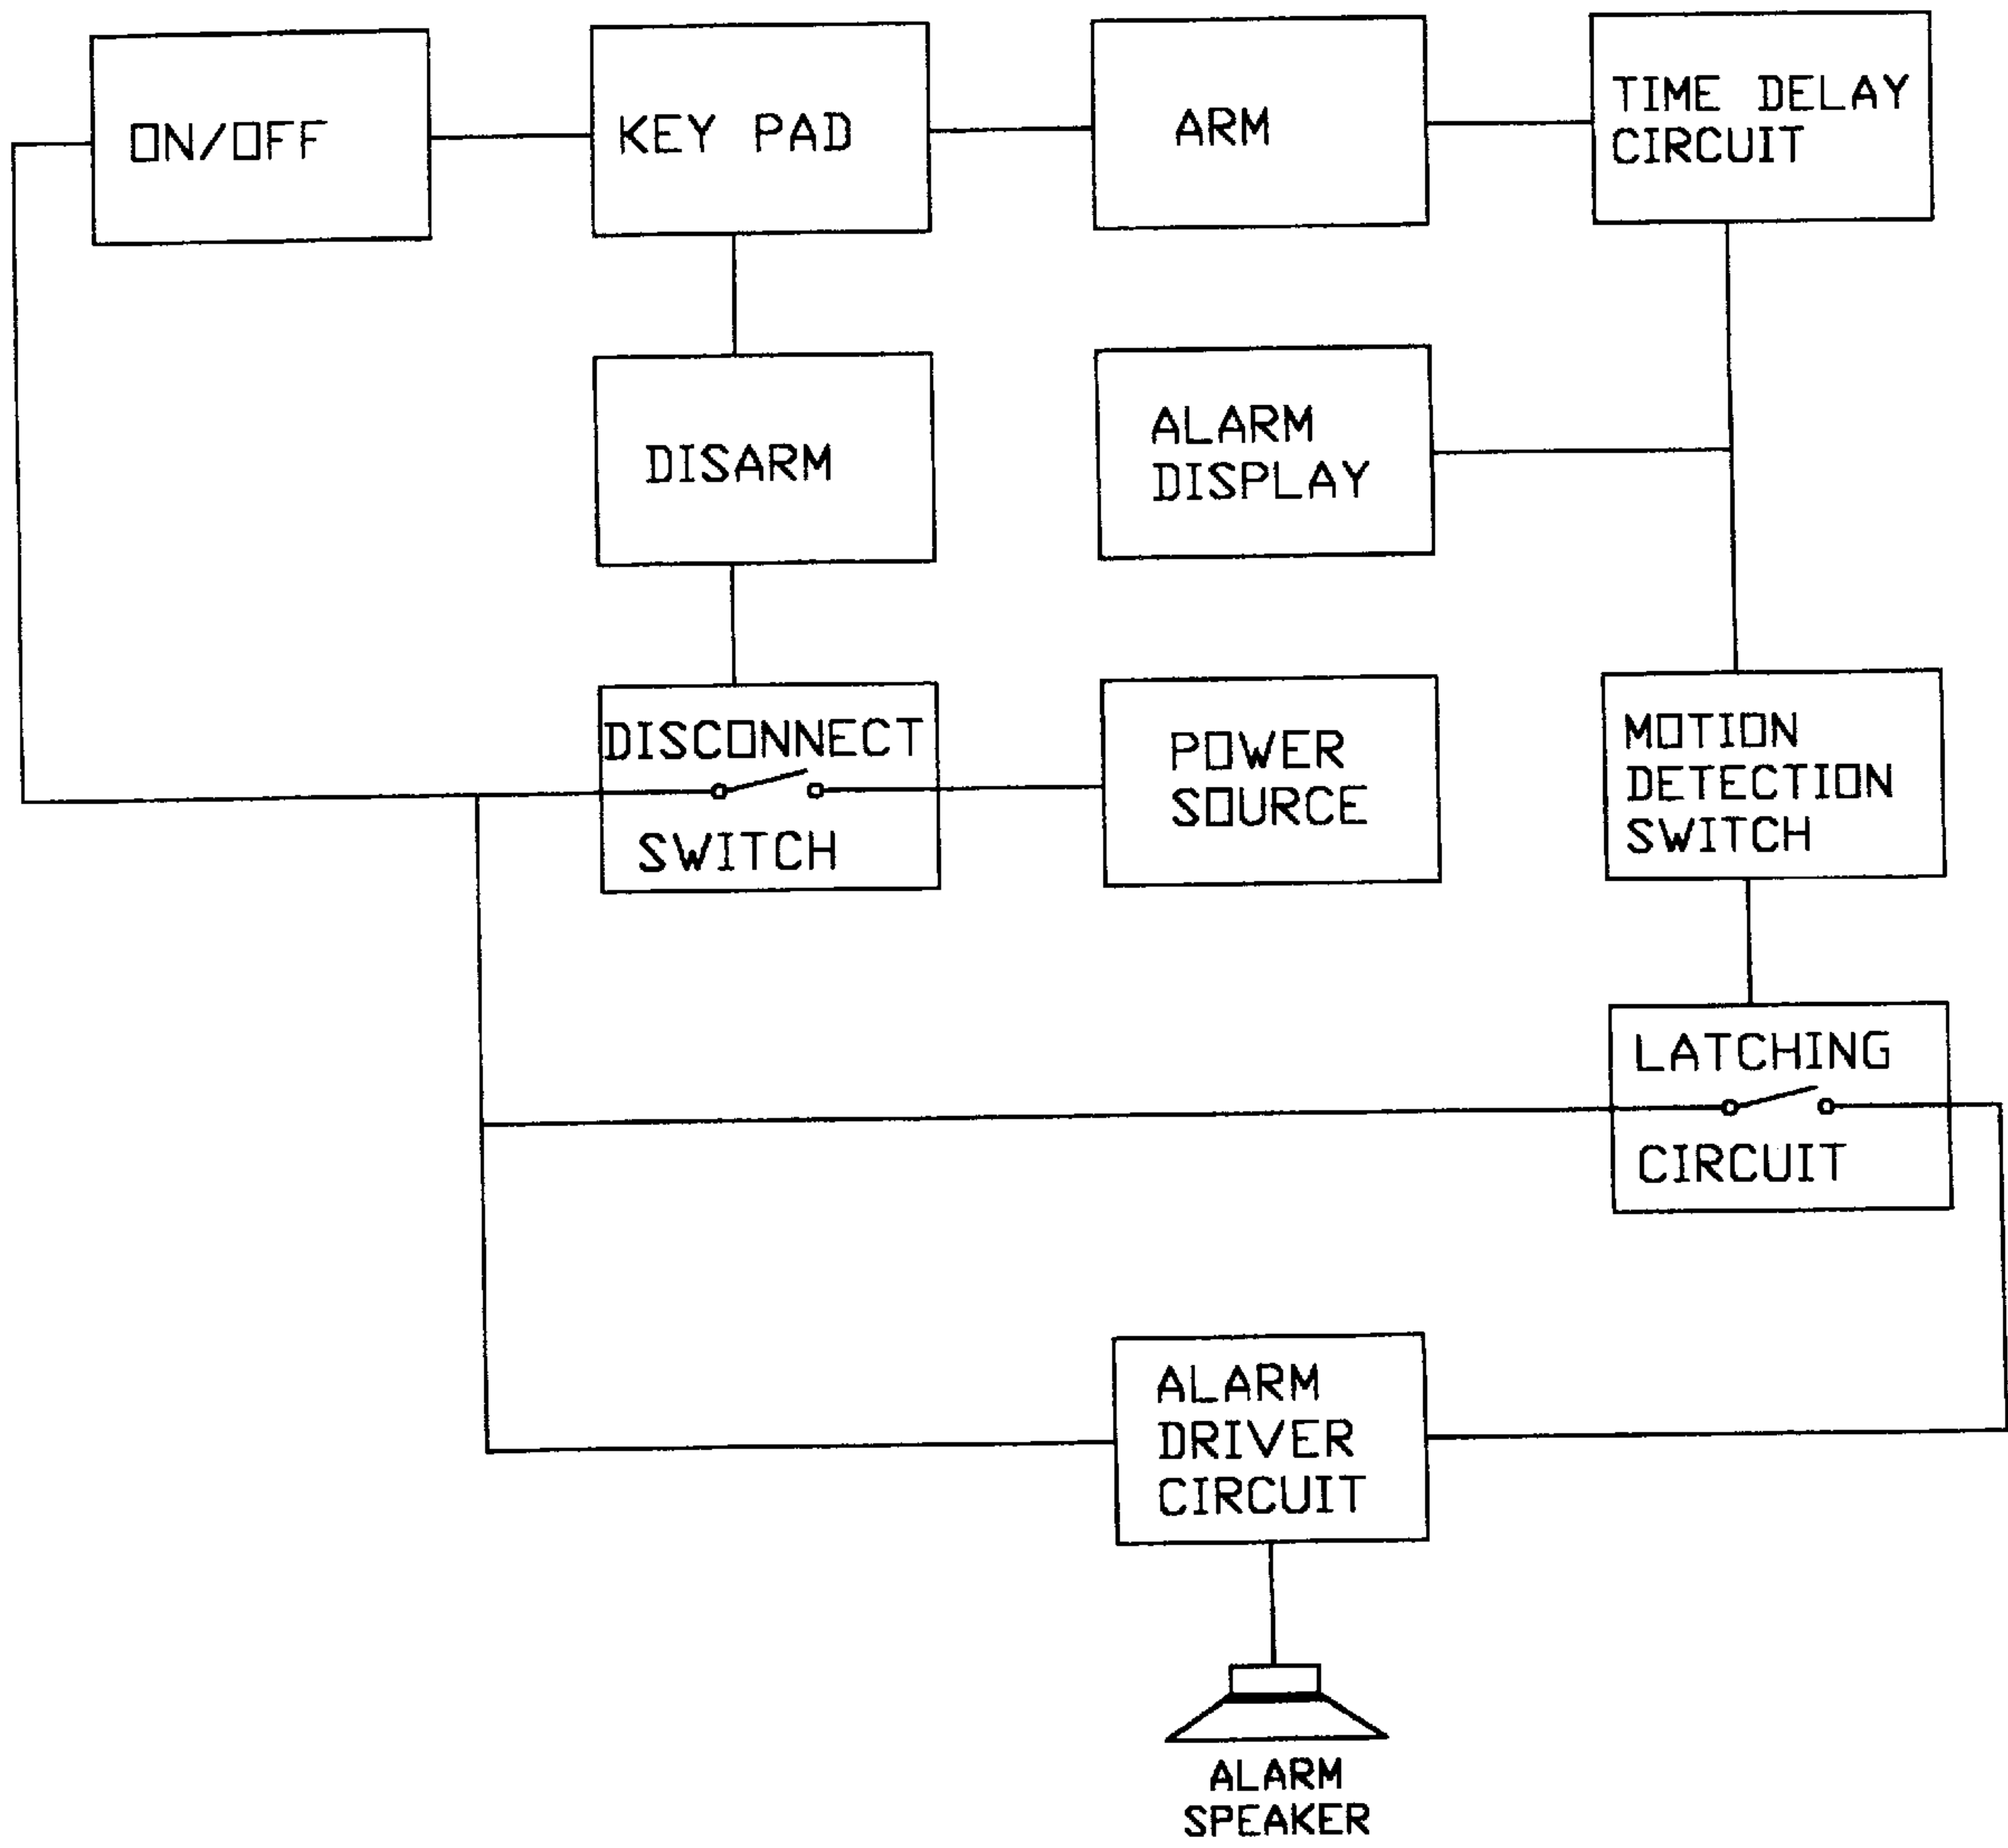 ON/OFF
KEY PAD
ARM
TIME DELAY
CIRCUIT
DISARM
ALARM
DISPLAY
DISCONNECT
SWITCH
POWER
SOURCE
MOTION
DETECTION
SWITCH
LATCHING
CIRCUIT
ALARM
DRIVER
CIRCUIT
ALARM
SPEAKER